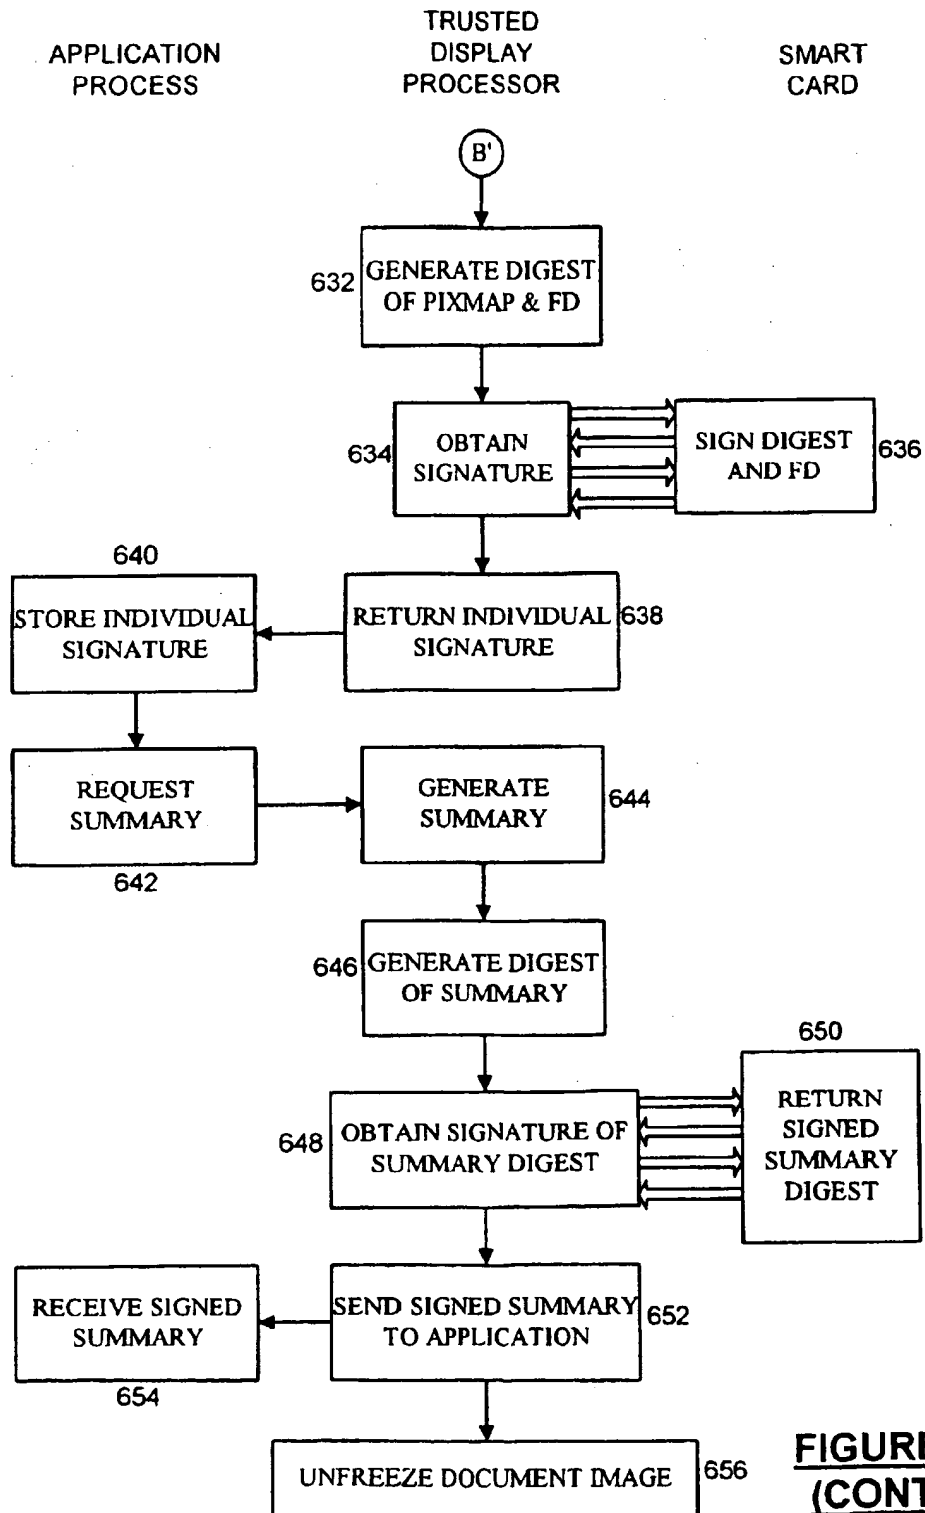 APPLICATION
PROCESS
TRUSTED
DISPLAY
PROCESSOR
SMART
CARD
B'
632
GENERATE DIGEST
OF PIXMAP & FD
634
OBTAIN
SIGNATURE
SIGN DIGEST
AND FD
636
640
STORE INDIVIDUAL
SIGNATURE
RETURN INDIVIDUAL
SIGNATURE
638
REQUEST
SUMMARY
642
GENERATE
SUMMARY
644
646
GENERATE DIGEST
OF SUMMARY
648
OBTAIN SIGNATURE OF
SUMMARY DIGEST
650
RETURN
SIGNED
SUMMARY
DIGEST
RECEIVE SIGNED
SUMMARY
654
SEND SIGNED SUMMARY
TO APPLICATION
652
UNFREEZE DOCUMENT IMAGE
656